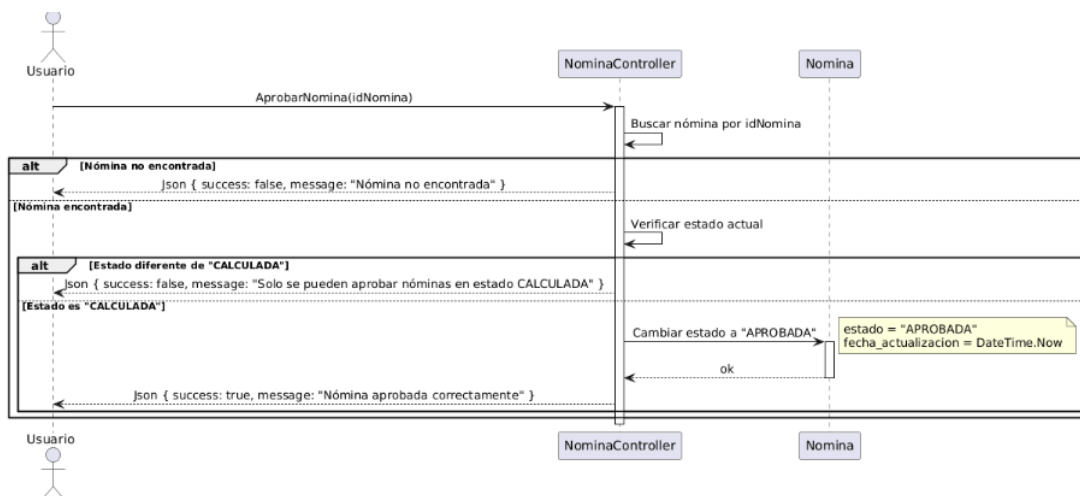 Usuario
NominaController
Nomina
AprobarNomina(idNomina)
Buscar nómina por idNomina
alt
[Nómina no encontrada]
Json { success: false, message: "Nómina no encontrada" }
[Nómina encontrada]
Verificar estado actual
alt
[Estado diferente de "CALCULADA"]
Json { success: false, message: "Solo se pueden aprobar nóminas en estado CALCULADA" }
[Estado es "CALCULADA"]
Cambiar estado a "APROBADA"
estado = "APROBADA"
fecha_actualizacion = DateTime.Now
ok
Json { success: true, message: "Nómina aprobada correctamente" }
Usuario
NominaController
Nomina